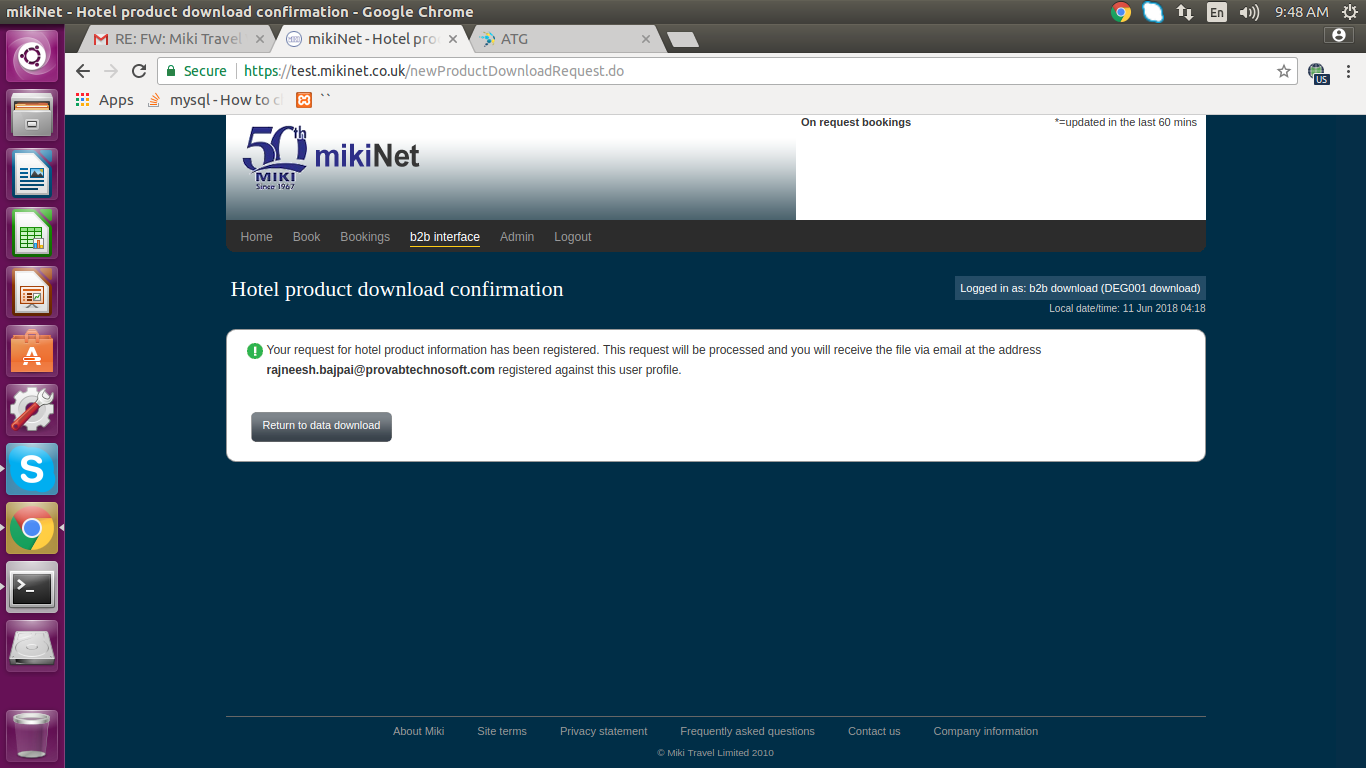 mikiNet - Hotel product download confirmation - Google Chrome
En
9:48 AM
RE: FW: Miki Travel
mikiNet - Hotel pro
ATG
Secure
https://test.mikinet.co.uk/newProductDownloadRequest.do
US
Apps
mysql - How to c
``
50th
MIKI
Since 1967
mikiNet
On request bookings
*=updated in the last 60 mins
Home Book Bookings b2b interface Admin Logout
Hotel product download confirmation
Logged in as: b2b download (DEG001 download)
Local date/time: 11 Jun 2018 04:18
Your request for hotel product information has been registered. This request will be processed and you will receive the file via email at the address
rajneesh.bajpai@provabtechnosoft.com registered against this user profile.
Return to data download
About Miki Site terms Privacy statement Frequently asked questions Contact us Company information
© Miki Travel Limited 2010